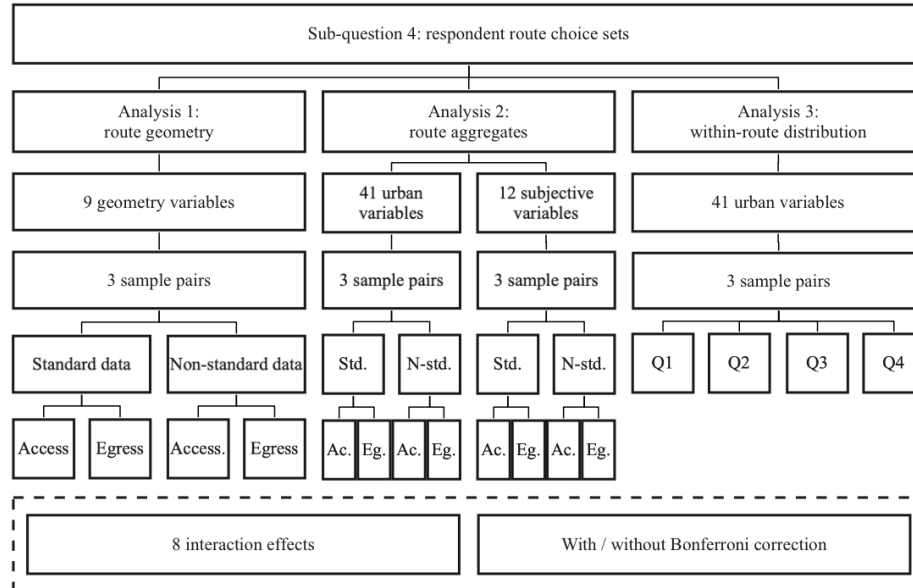 Sub-question 4: respondent route choice sets
Analysis 1:
route geometry
Analysis 2:
route aggregates
Analysis 3:
within-route distribution
9 geometry variables
41 urban
variables
12 subjective
variables
41 urban variables
3 sample pairs
3 sample pairs
3 sample pairs
3 sample pairs
Standard data
Non-standard data
Std.
N-std.
Std.
N-std.
Q1
Q2
Q3
Q4
Access
Egress
Access.
Egress
Ac.
Eg.
Ac.
Eg.
Ac.
Eg.
Ac.
Eg.
8 interaction effects
With / without Bonferroni correction